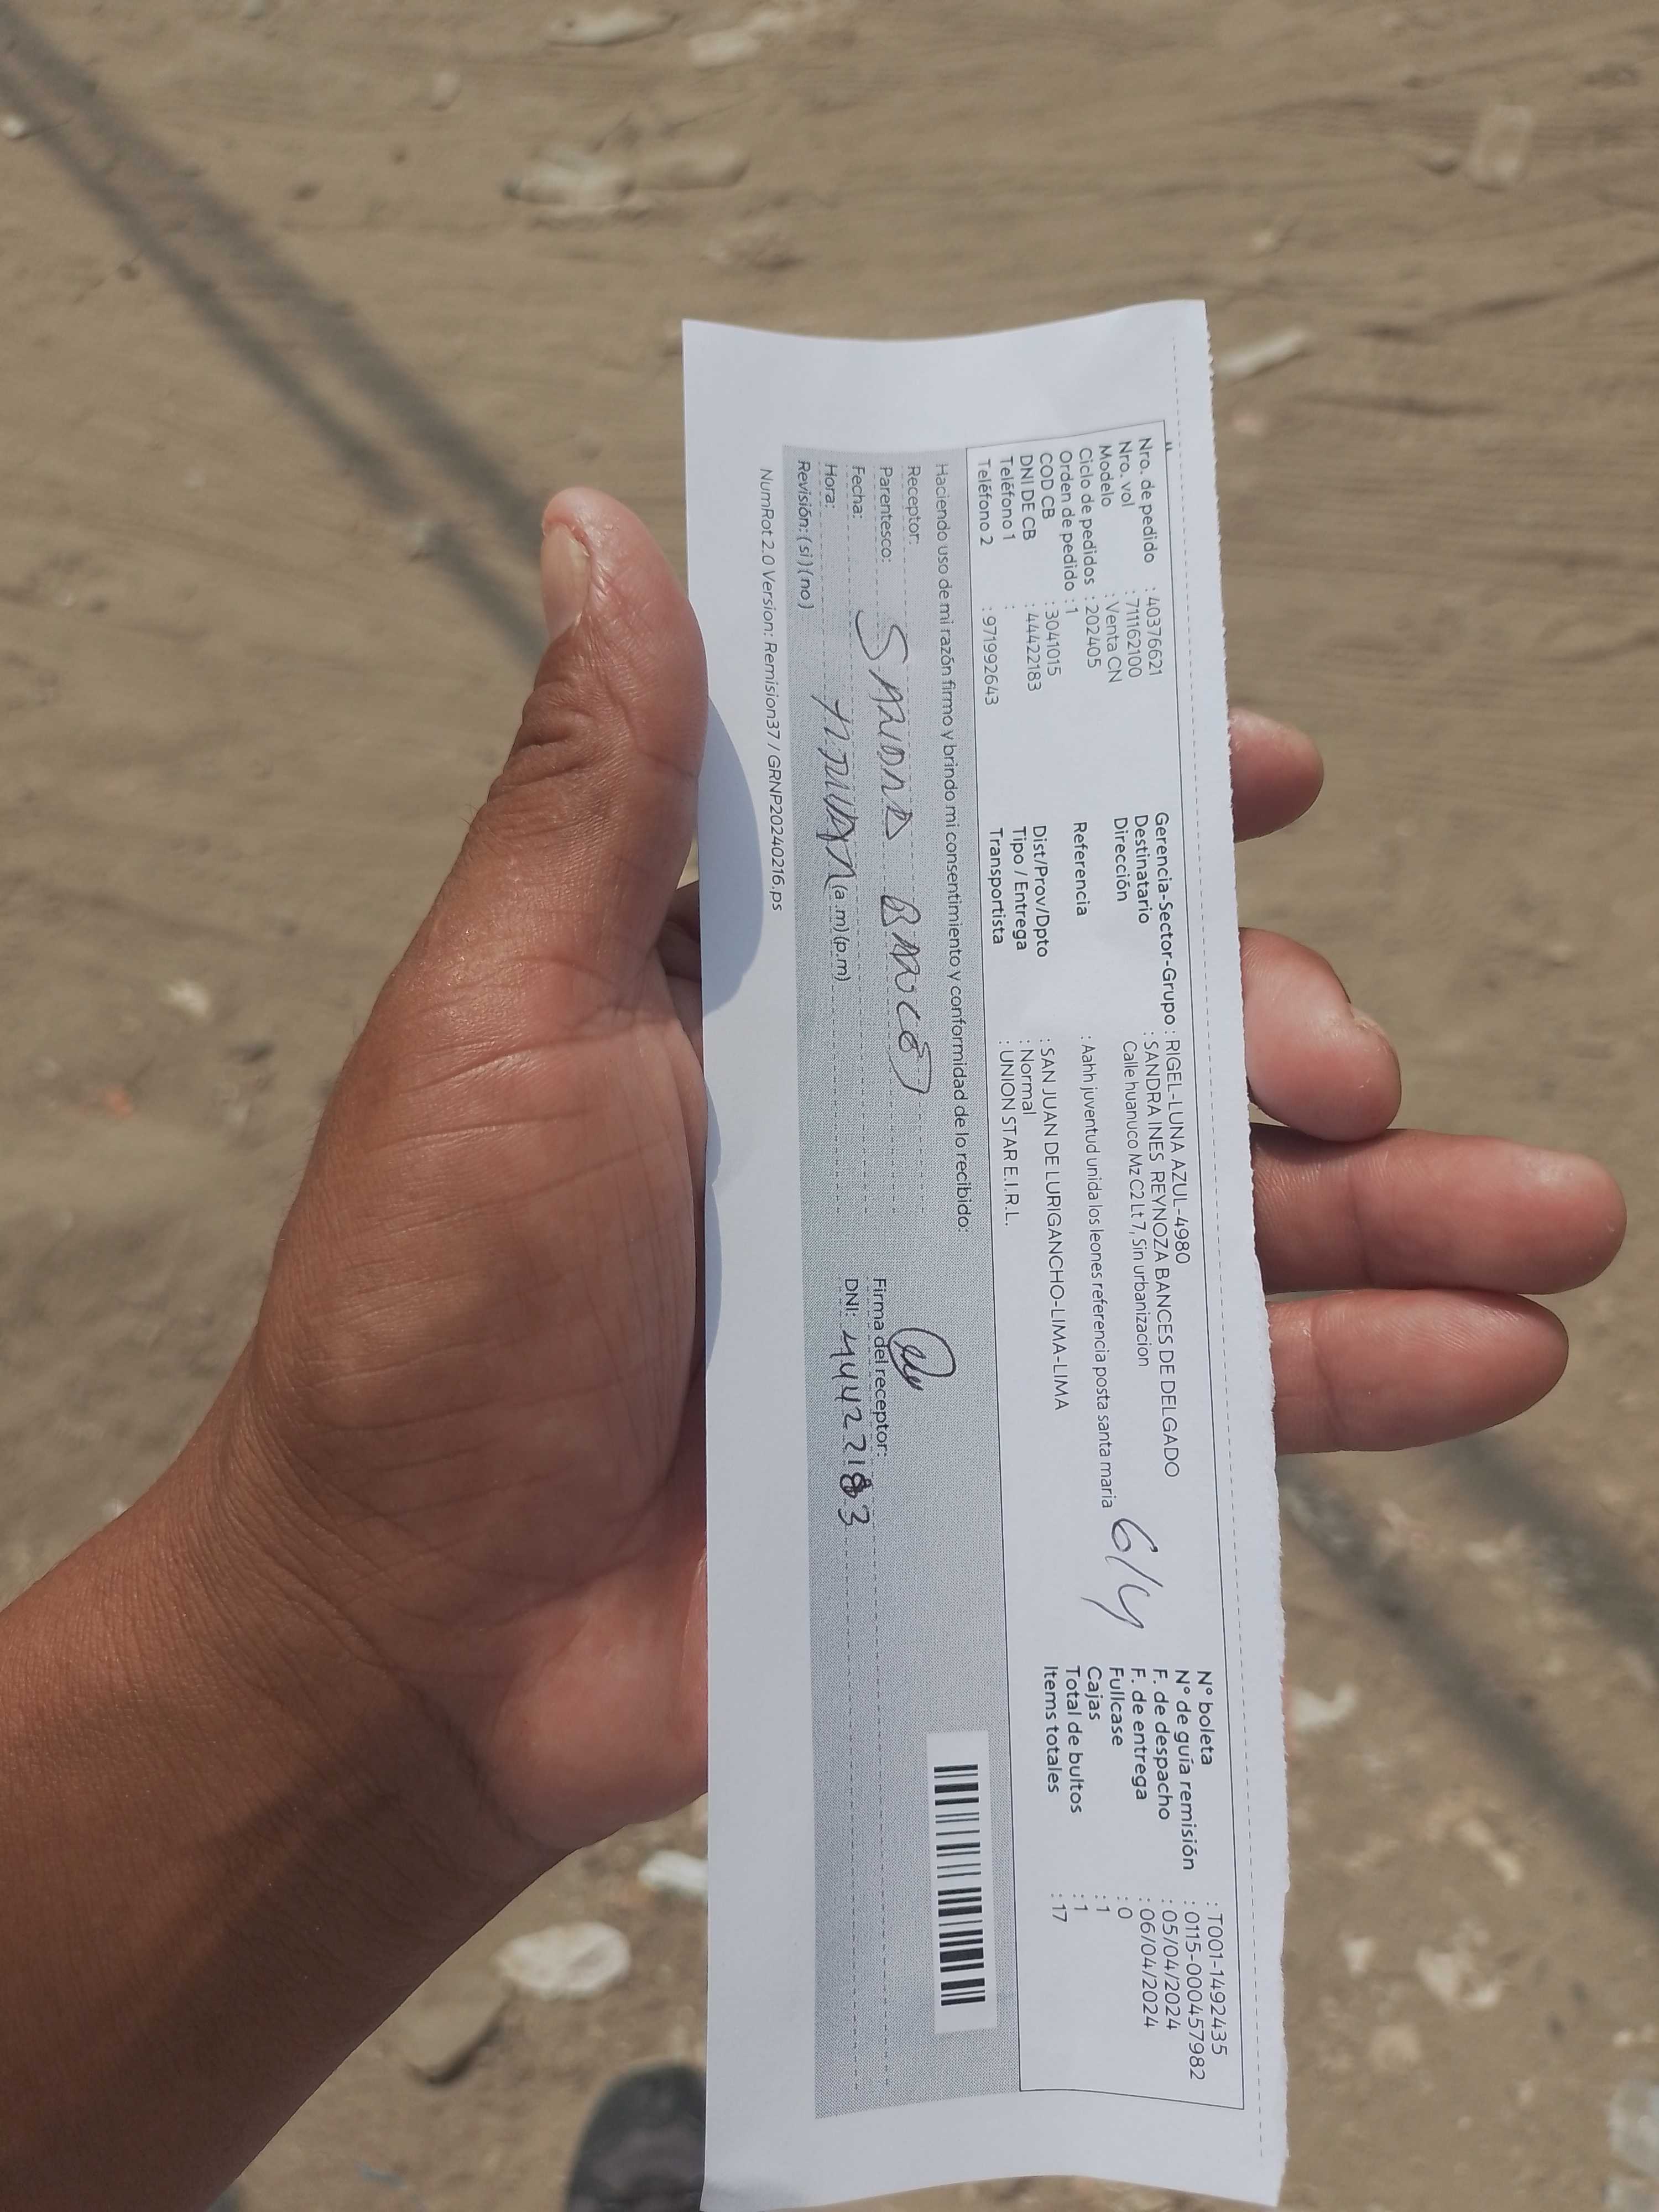 Nro. de pedido : 40376621
Nro. vol : 711162100
Modelo : Venta CN
Ciclo de pedidos : 202405
Orden de pedido : 1
COD CB : 3041015
DNI DE CB : 44422183
Teléfono 1 :
Teléfono 2 : 971992643
Gerencia-Sector-Grupo : RIGEL-LUNA AZUL-4980
Destinatario : SANDRA INES REYNOZA BANCES DE DELGADO
Dirección Calle huanuco Mz C2 Lt 7, Sin urbanizacion
Referencia : Aahh juventud unida los leones referencia posta santa maria
Dist/Prov/Dpto : SAN JUAN DE LURIGANCHO-LIMA-LIMA
Tipo / Entrega : Normal
Transportista : UNION STAR E.I.R.L.
6/4
N° boleta : T001-1492435
N° de guía remisión : 0115-000457982
F. de despacho : 05/04/2024
F. de entrega : 06/04/2024
Fullcase : 0
Cajas : 1
Total de bultos : 1
Items totales : 17
Haciendo uso de mi razón firmo y brindo mi consentimiento y conformidad de lo recibido:
Receptor:
Parentesco:
Fecha:
Hora: (a.m)(p.m)
Revisión: (si)(no)
Firma del receptor:
DNI: 44422183
NumRot 2.0 Version: Remision37 / GRNP20240216.ps